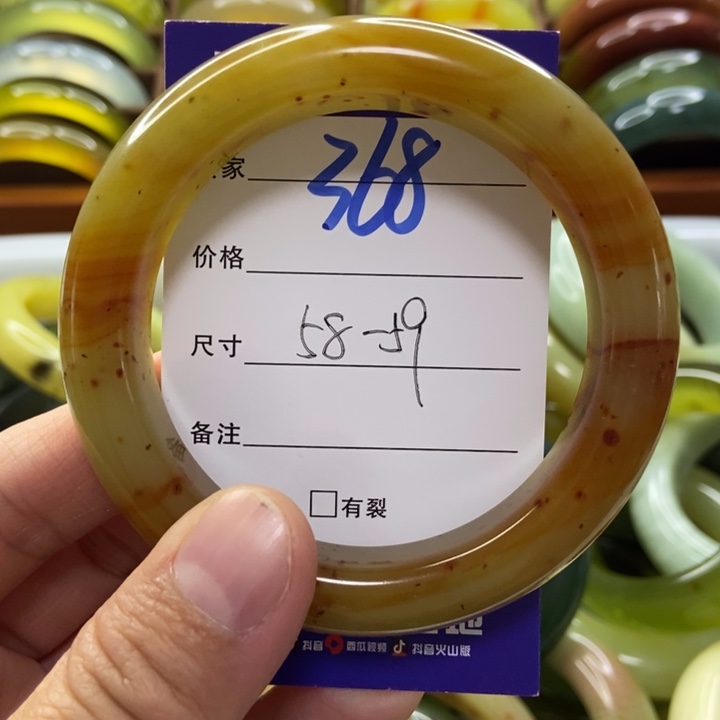 家 368
价格
尺寸 58-59
备注
□有裂
抖音 西瓜视频 抖音火山版